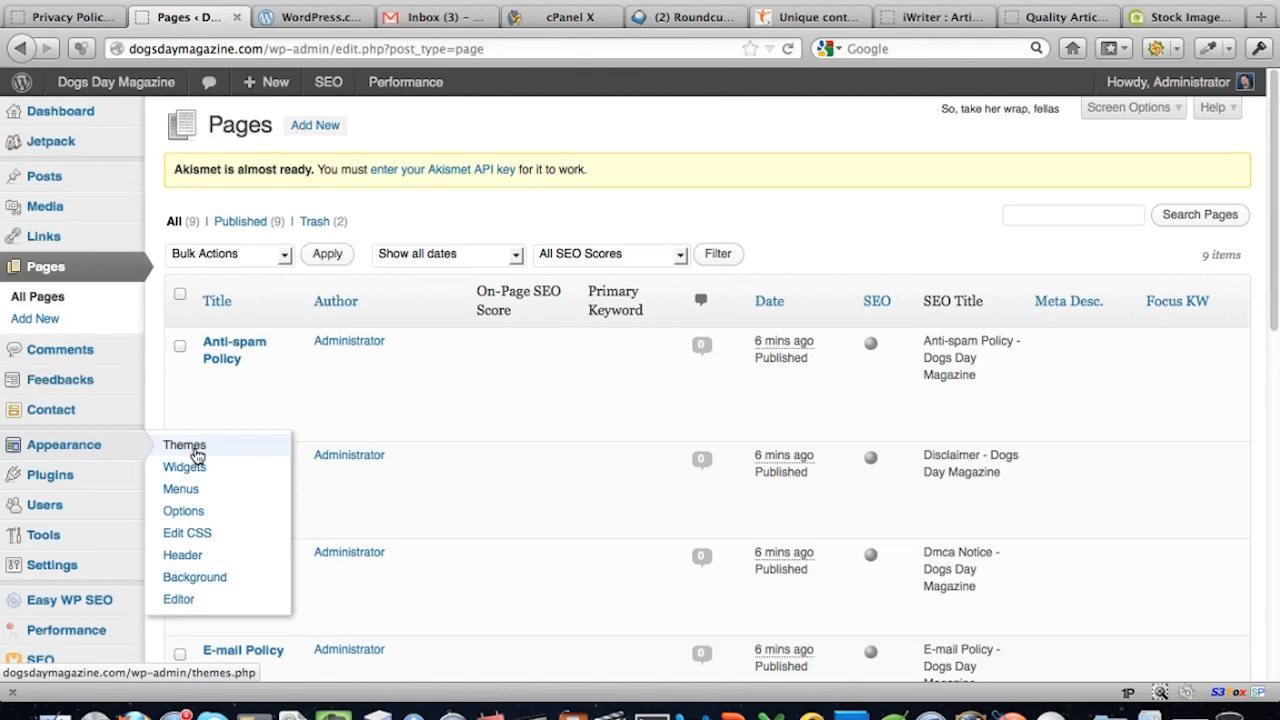 Privacy Polic...
Pages ‹ D...
WordPress.c...
Inbox (3) – ...
cPanel X
(2) Roundcu...
Unique cont...
iWriter : Arti...
Quality Artic...
Stock Image...
dogsdaymagazine.com/wp-admin/edit.php?post_type=page
Google
Dogs Day Magazine
+ New
SEO
Performance
Howdy, Administrator
Dashboard
Jetpack
Posts
Media
Links
Pages
All Pages
Add New
Comments
Feedbacks
Contact
Appearance
Plugins
Users
Tools
Settings
Easy WP SEO
Performance
SEO
Themes
Widgets
Menus
Options
Edit CSS
Header
Background
Editor
So, take her wrap, fellas
Screen Options
Help
Pages Add New
Akismet is almost ready. You must enter your Akismet API key for it to work.
All (9) | Published (9) | Trash (2)
Search Pages
Bulk Actions
Apply
Show all dates
All SEO Scores
Filter
9 items
Title
Author
On-Page SEO
Score
Primary
Keyword
Date
SEO
SEO Title
Meta Desc.
Focus KW
Anti-spam
Policy
Administrator
0
6 mins ago
Published
Anti-spam Policy -
Dogs Day
Magazine
Administrator
0
6 mins ago
Published
Disclaimer - Dogs
Day Magazine
Administrator
0
6 mins ago
Published
Dmca Notice -
Dogs Day
Magazine
E-mail Policy
Administrator
0
6 mins ago
Published
E-mail Policy -
Dogs Day
dogsdaymagazine.com/wp-admin/themes.php
1P
S3Fox
SP